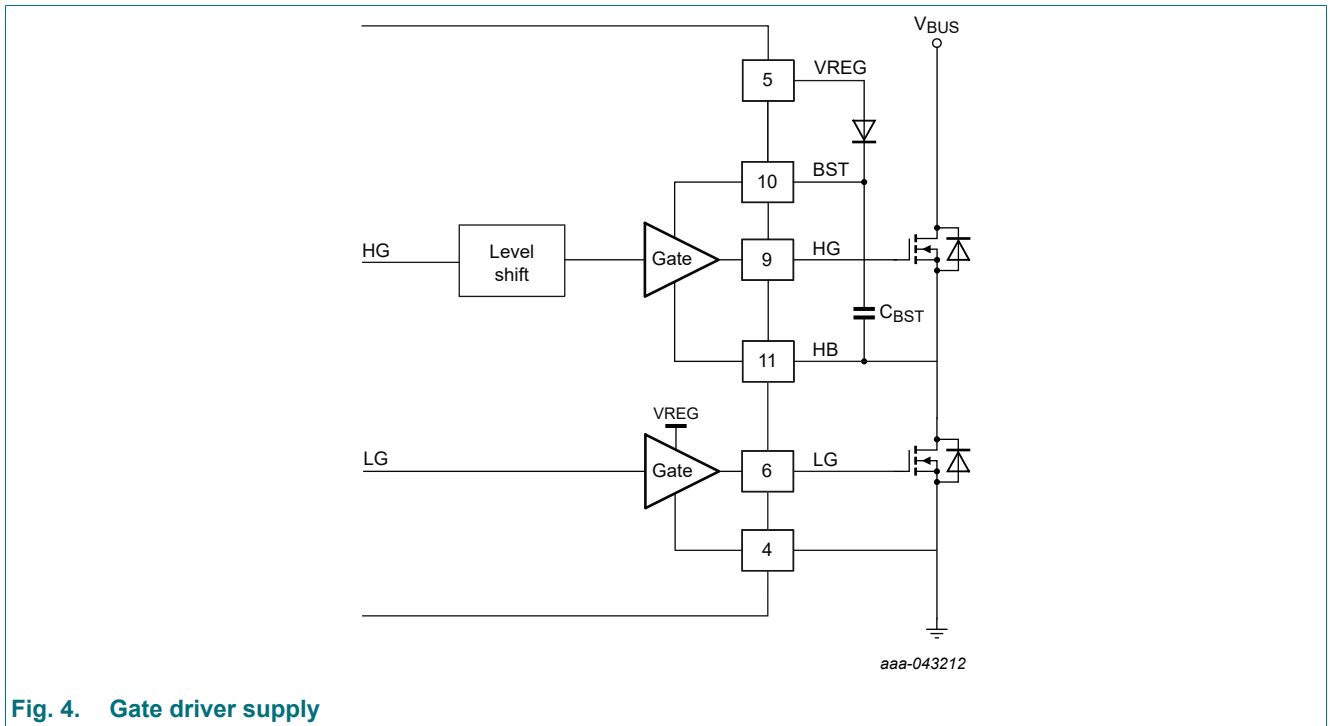 VBUS
5
VREG
10
BST
HG
Level
shift
Gate
9
HG
CBST
11
HB
VREG
LG
Gate
6
LG
4
aaa-043212
Fig. 4. Gate driver supply